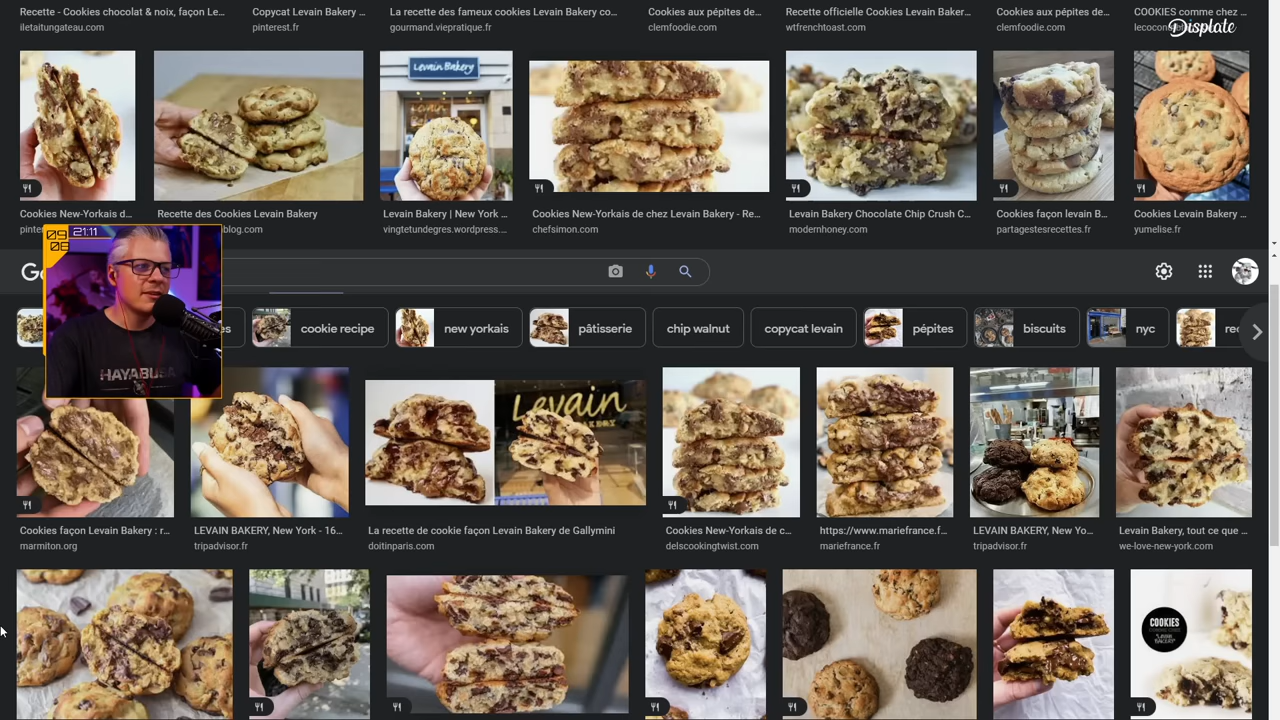 Recette - Cookies chocolat & noix, façon Le...
Copycat Levain Bakery ...
La recette des fameux cookies Levain Bakery co...
Cookies aux pépites de...
Recette officielle Cookies Levain Baker...
Cookies aux pépites de...
COOKIES comme chez ...
iletaitungateau.com
pinterest.fr
gourmand.viepratique.fr
clemfoodie.com
wtfrenchtoast.com
clemfoodie.com
Displate
Levain Bakery
Cookies New-Yorkais d...
Recette des Cookies Levain Bakery
Levain Bakery | New York ...
Cookies New-Yorkais de chez Levain Bakery - Re...
Levain Bakery Chocolate Chip Crush C...
Cookies façon levain B...
Cookies Levain Bakery ...
blog.com
vingtetundegres.wordpress....
chefsimon.com
modernhoney.com
partagestesrecettes.fr
yumelise.fr
09
08
21:11
HAYABUSA
cookie recipe
new yorkais
pâtisserie
chip walnut
copycat levain
pépites
biscuits
nyc
Levain
BAKERY
Cookies façon Levain Bakery : r...
LEVAIN BAKERY, New York - 16...
La recette de cookie façon Levain Bakery de Gallymini
Cookies New-Yorkais de c...
https://www.mariefrance.f...
LEVAIN BAKERY, New Yo...
Levain Bakery, tout ce que ...
marmiton.org
tripadvisor.fr
doitinparis.com
delscookingtwist.com
mariefrance.fr
tripadvisor.fr
we-love-new-york.com
COOKIES
LEVAIN BAKERY